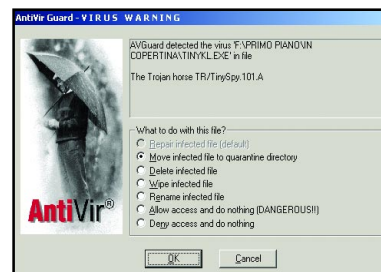 AntiVir Guard - VIRUS WARNING
AVGuard detected the virus 'F:\PRIMO PIANO\IN
COPERTINA\TINYKL.EXE' in file
The Trojan horse TR/TinySpy.101.A
What to do with this file?
Repair infected file (default)
Move infected file to quarantine directory
Delete infected file
Wipe infected file
Rename infected file
Allow access and do nothing (DANGEROUS!!)
Deny access and do nothing
AntiVir®
OK
Cancel